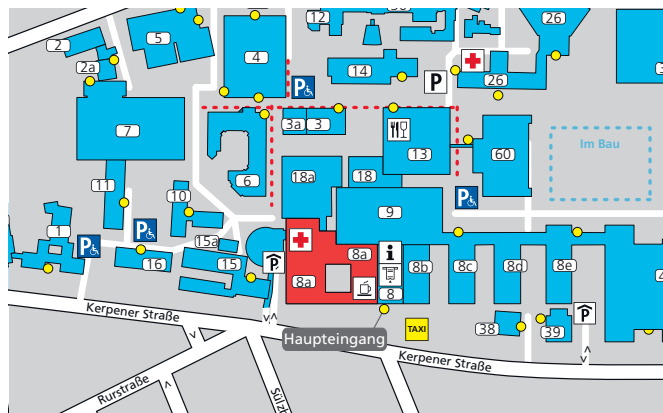 12
26
2
5
4
2a
14
P
26
P
7
3a
3
13
60
Im Bau
11
18a
18
6
10
P
9
1
P
15a
P
8a
i
16
15
P
8a
8b
8c
8d
8e
8
Kerpener Straße
TAXI
38
39
P
Haupteingang
Kerpener Straße
Rurstraße